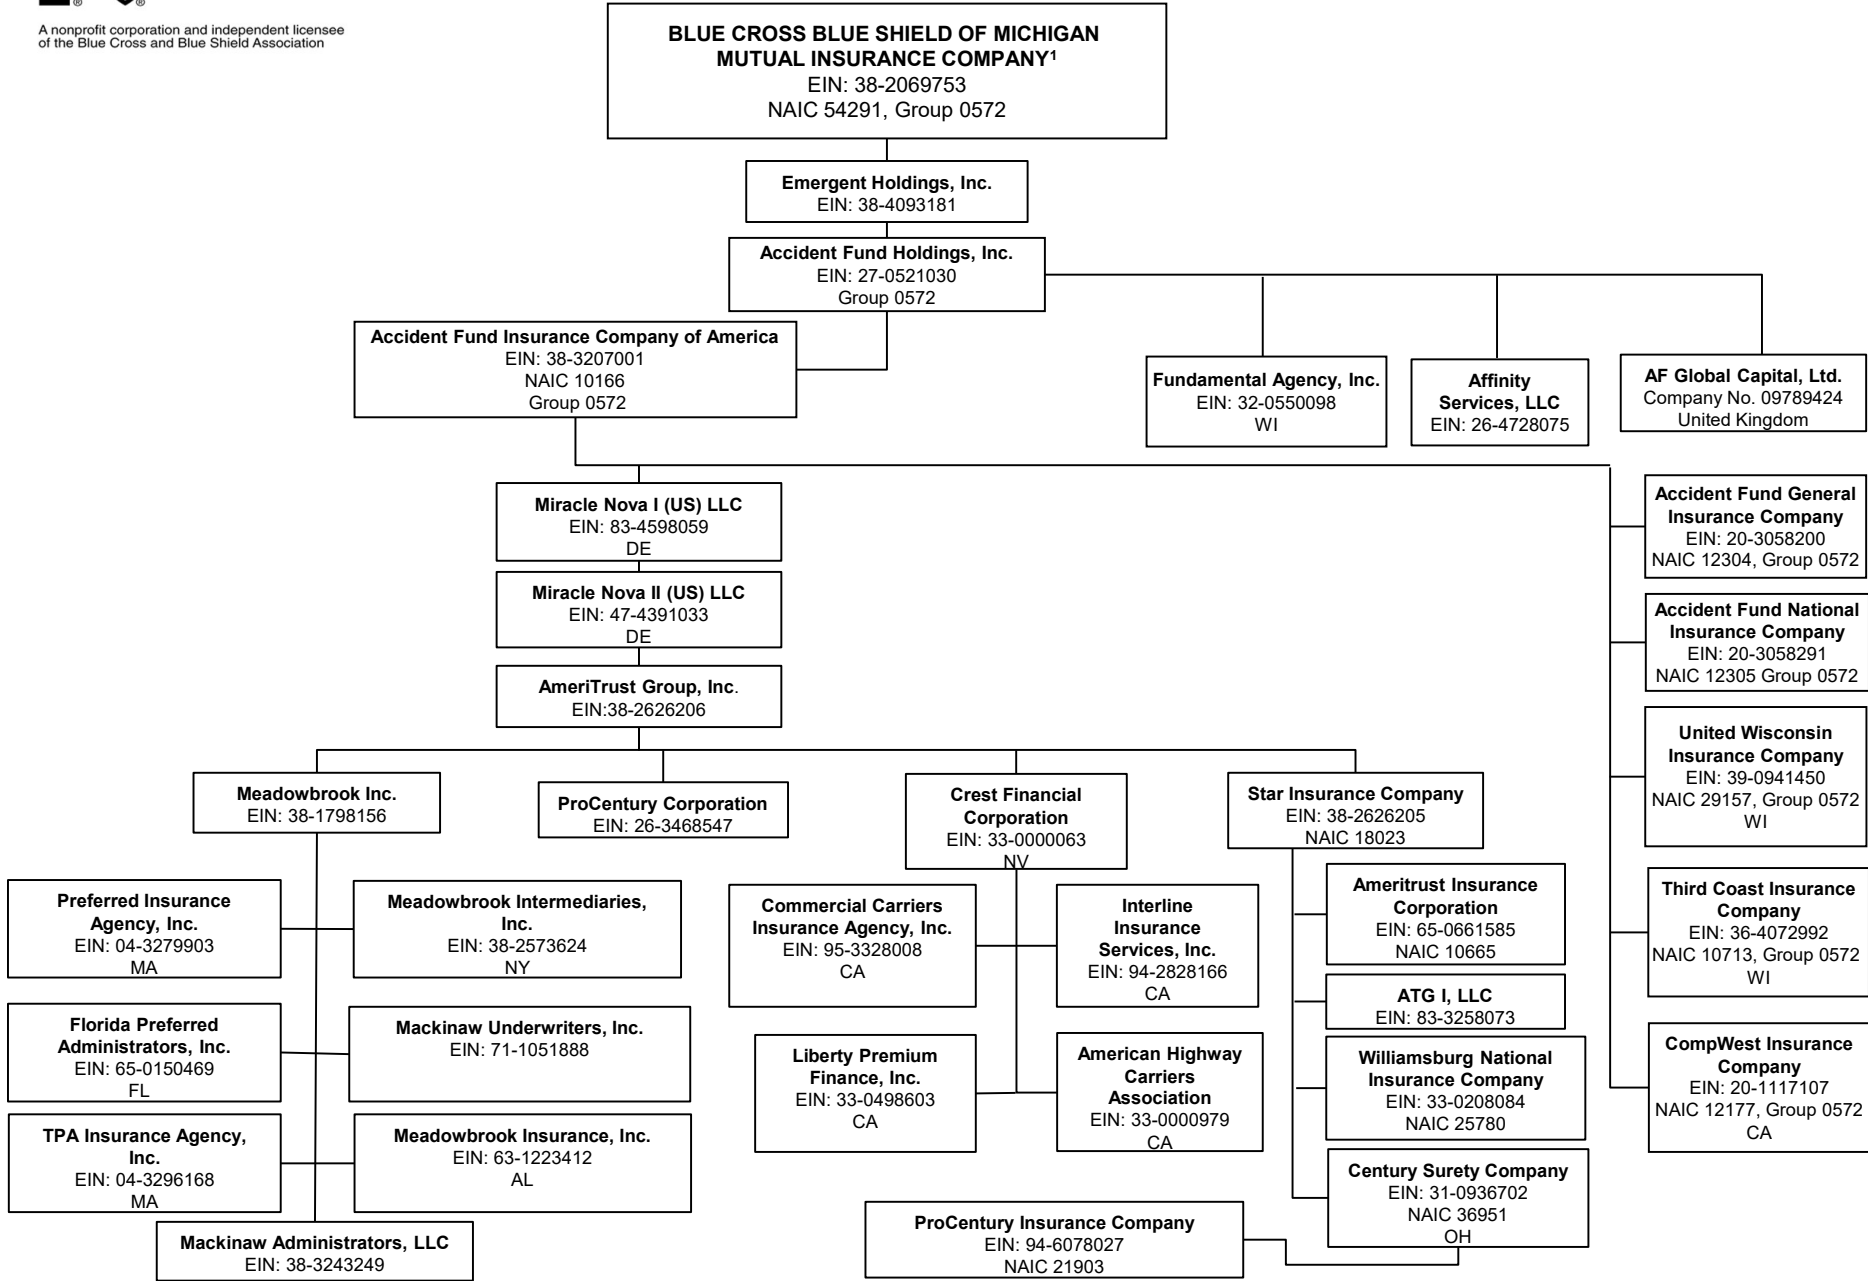 ® ®
A nonprofit corporation and independent licensee
of the Blue Cross and Blue Shield Association
BLUE CROSS BLUE SHIELD OF MICHIGAN
MUTUAL INSURANCE COMPANY¹
EIN: 38-2069753
NAIC 54291, Group 0572
Emergent Holdings, Inc.
EIN: 38-4093181
Accident Fund Holdings, Inc.
EIN: 27-0521030
Group 0572
Accident Fund Insurance Company of America
EIN: 38-3207001
NAIC 10166
Group 0572
Fundamental Agency, Inc.
EIN: 32-0550098
WI
Affinity
Services, LLC
EIN: 26-4728075
AF Global Capital, Ltd.
Company No. 09789424
United Kingdom
Miracle Nova I (US) LLC
EIN: 83-4598059
DE
Miracle Nova II (US) LLC
EIN: 47-4391033
DE
AmeriTrust Group, Inc.
EIN:38-2626206
Accident Fund General
Insurance Company
EIN: 20-3058200
NAIC 12304, Group 0572
Accident Fund National
Insurance Company
EIN: 20-3058291
NAIC 12305 Group 0572
United Wisconsin
Insurance Company
EIN: 39-0941450
NAIC 29157, Group 0572
WI
Third Coast Insurance
Company
EIN: 36-4072992
NAIC 10713, Group 0572
WI
CompWest Insurance
Company
EIN: 20-1117107
NAIC 12177, Group 0572
CA
Meadowbrook Inc.
EIN: 38-1798156
ProCentury Corporation
EIN: 26-3468547
Crest Financial
Corporation
EIN: 33-0000063
NV
Star Insurance Company
EIN: 38-2626205
NAIC 18023
Preferred Insurance
Agency, Inc.
EIN: 04-3279903
MA
Meadowbrook Intermediaries,
Inc.
EIN: 38-2573624
NY
Florida Preferred
Administrators, Inc.
EIN: 65-0150469
FL
Mackinaw Underwriters, Inc.
EIN: 71-1051888
TPA Insurance Agency,
Inc.
EIN: 04-3296168
MA
Meadowbrook Insurance, Inc.
EIN: 63-1223412
AL
Mackinaw Administrators, LLC
EIN: 38-3243249
Commercial Carriers
Insurance Agency, Inc.
EIN: 95-3328008
CA
Interline
Insurance
Services, Inc.
EIN: 94-2828166
CA
Liberty Premium
Finance, Inc.
EIN: 33-0498603
CA
American Highway
Carriers
Association
EIN: 33-0000979
CA
Ameritrust Insurance
Corporation
EIN: 65-0661585
NAIC 10665
ATG I, LLC
EIN: 83-3258073
Williamsburg National
Insurance Company
EIN: 33-0208084
NAIC 25780
Century Surety Company
EIN: 31-0936702
NAIC 36951
OH
ProCentury Insurance Company
EIN: 94-6078027
NAIC 21903